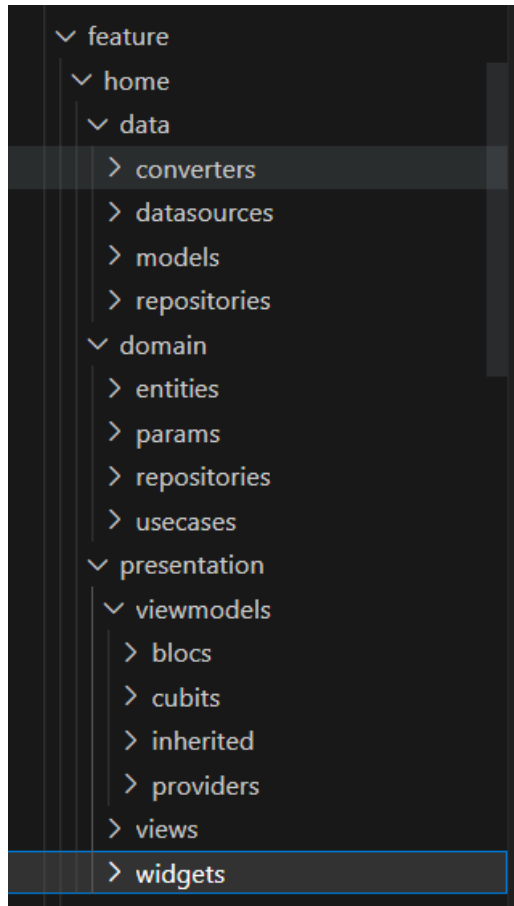 feature
home
data
converters
datasources
models
repositories
domain
entities
params
repositories
usecases
presentation
viewmodels
blocs
cubits
inherited
providers
views
widgets